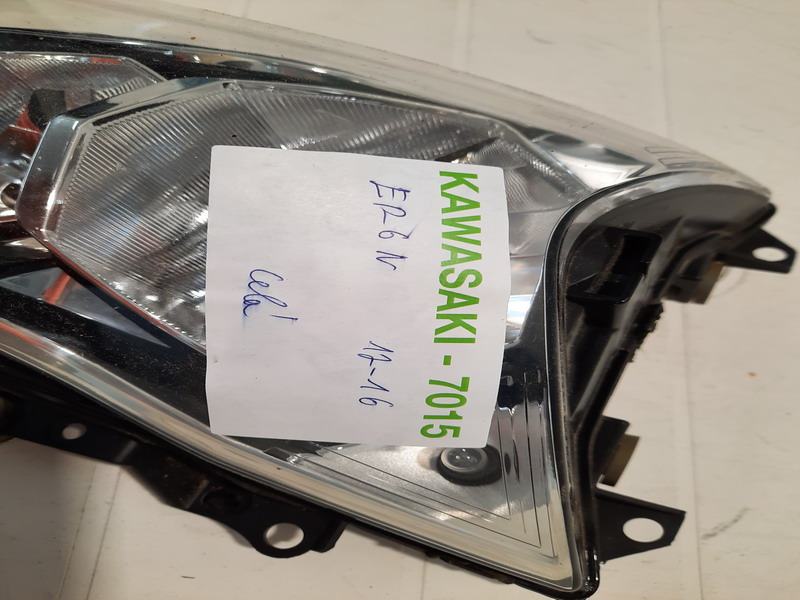 KAWASAKI - 7015
ER6N 12-16
celá